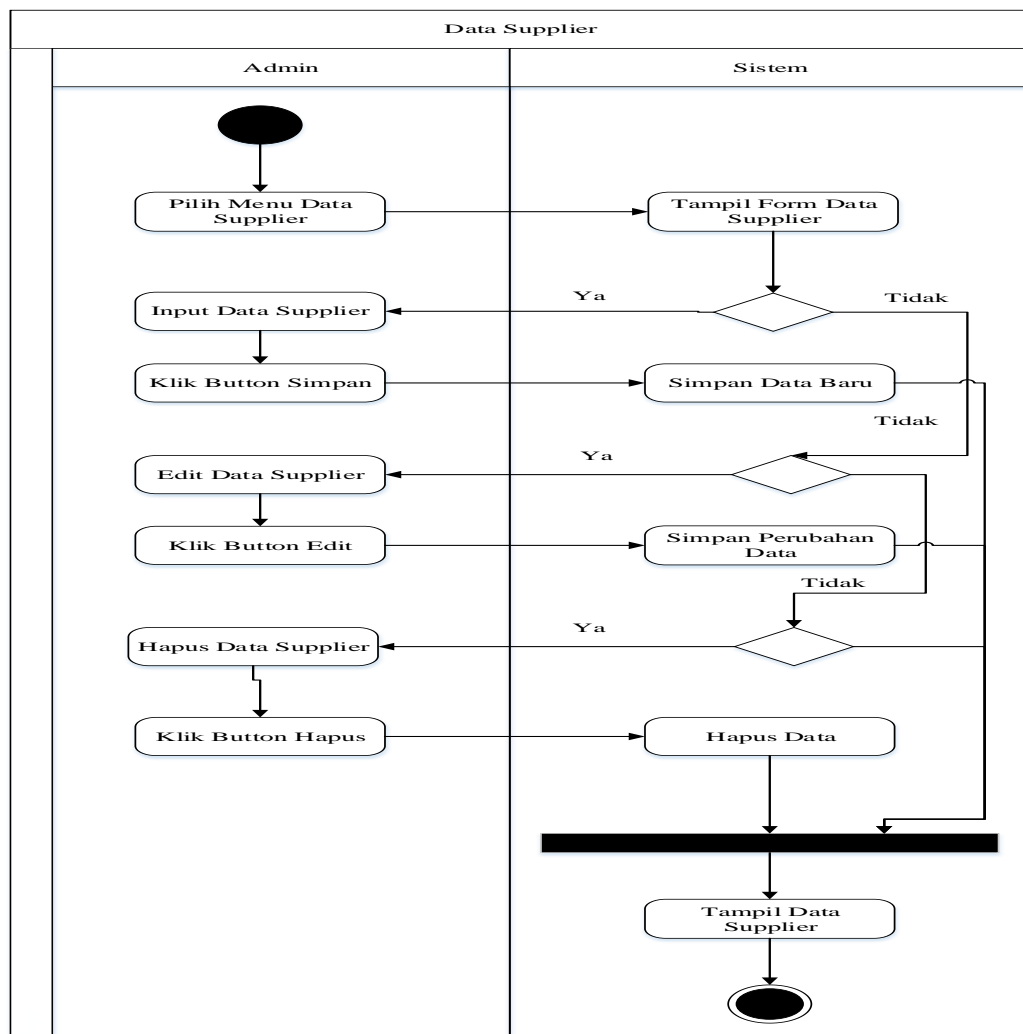 Data Supplier
Admin
Sistem
Pilih Menu Data
Supplier
Tampil Form Data
Supplier
Ya
Tidak
Input Data Supplier
Klik Button Simpan
Simpan Data Baru
Tidak
Ya
Edit Data Supplier
Klik Button Edit
Simpan Perubahan
Data
Tidak
Ya
Hapus Data Supplier
Klik Button Hapus
Hapus Data
Tampil Data
Supplier